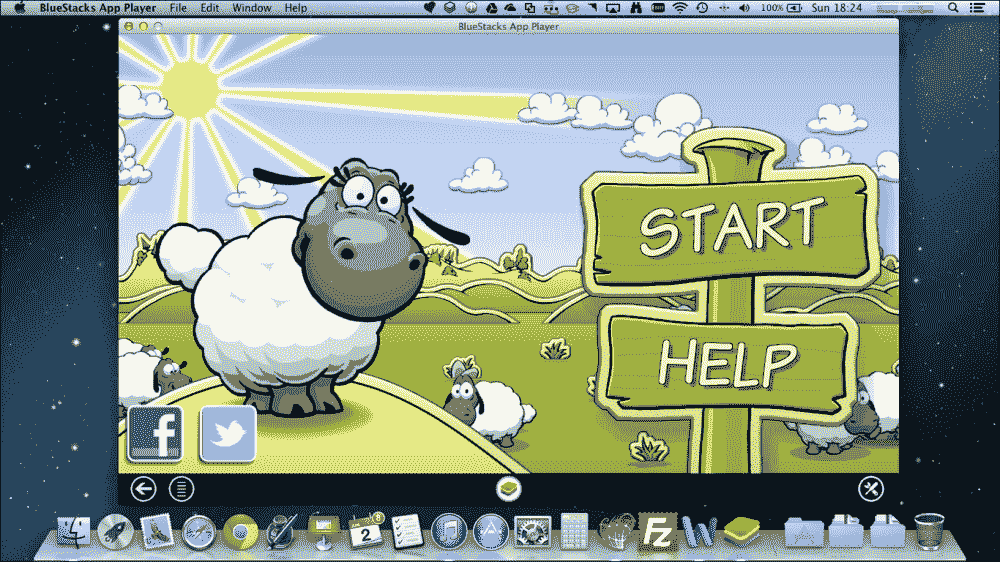 BlueStacks App Player File Edit Window Help 100% Sun 18:24
BlueStacks App Player
START
HELP
f
2
FZ